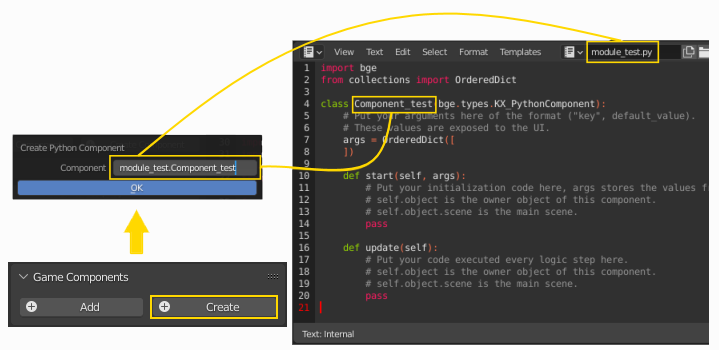 Create Python Component
Component module_test.Component_test
OK
Game Components
Add Create
View Text Edit Select Format Templates module_test.py
1 import bge
2 from collections import OrderedDict
3
4 class Component_test(bge.types.KX_PythonComponent):
5 # Put your arguments here of the format ("key", default_value).
6 # These values are exposed to the UI.
7 args = OrderedDict([
8 ])
9
10 def start(self, args):
11 # Put your initialization code here, args stores the values f
12 # self.object is the owner object of this component.
13 # self.object.scene is the main scene.
14 pass
15
16 def update(self):
17 # Put your code executed every logic step here.
18 # self.object is the owner object of this component.
19 # self.object.scene is the main scene.
20 pass
21
Text: Internal